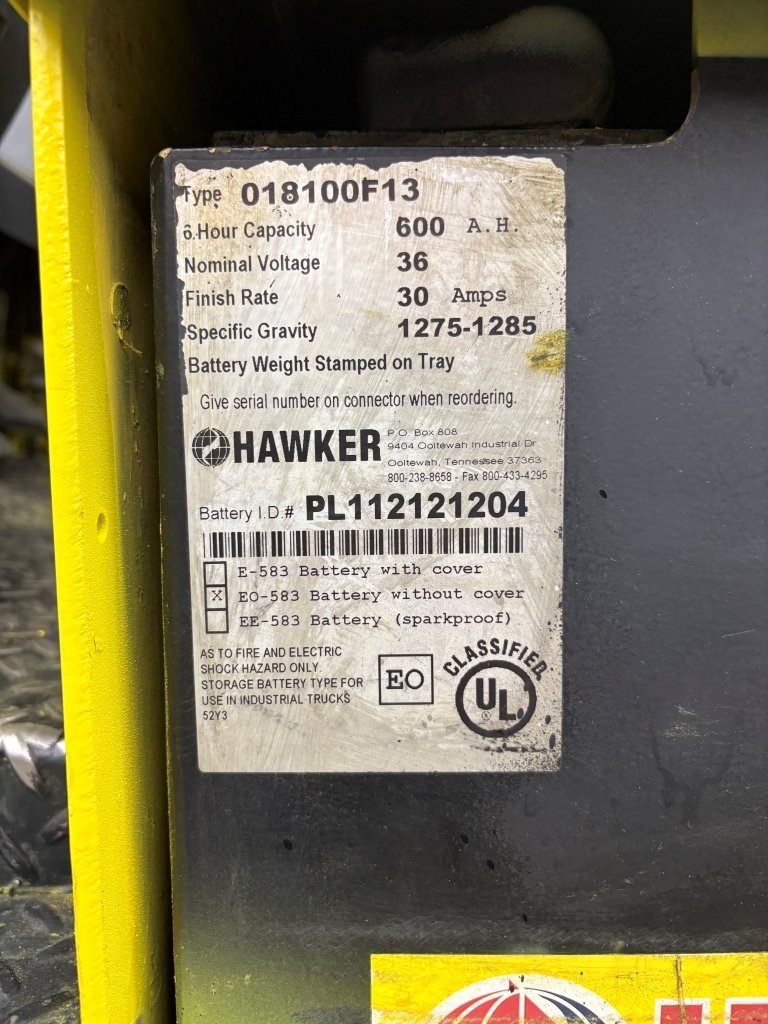 Type 018100F13
6 Hour Capacity 600 A.H.
Nominal Voltage 36
Finish Rate 30 Amps
Specific Gravity 1275-1285
Battery Weight Stamped on Tray
Give serial number on connector when reordering.
HAWKER
P.O. Box 808
9404 Ooltewah Industrial Dr
Ooltewah, Tennessee 37363
800-238-8658 - Fax 800-433-4295
Battery I.D.# PL112121204
E-583 Battery with cover
X EO-583 Battery without cover
EE-583 Battery (sparkproof)
AS TO FIRE AND ELECTRIC
SHOCK HAZARD ONLY.
STORAGE BATTERY TYPE FOR
USE IN INDUSTRIAL TRUCKS
52Y3
EO
CLASSIFIED
UL